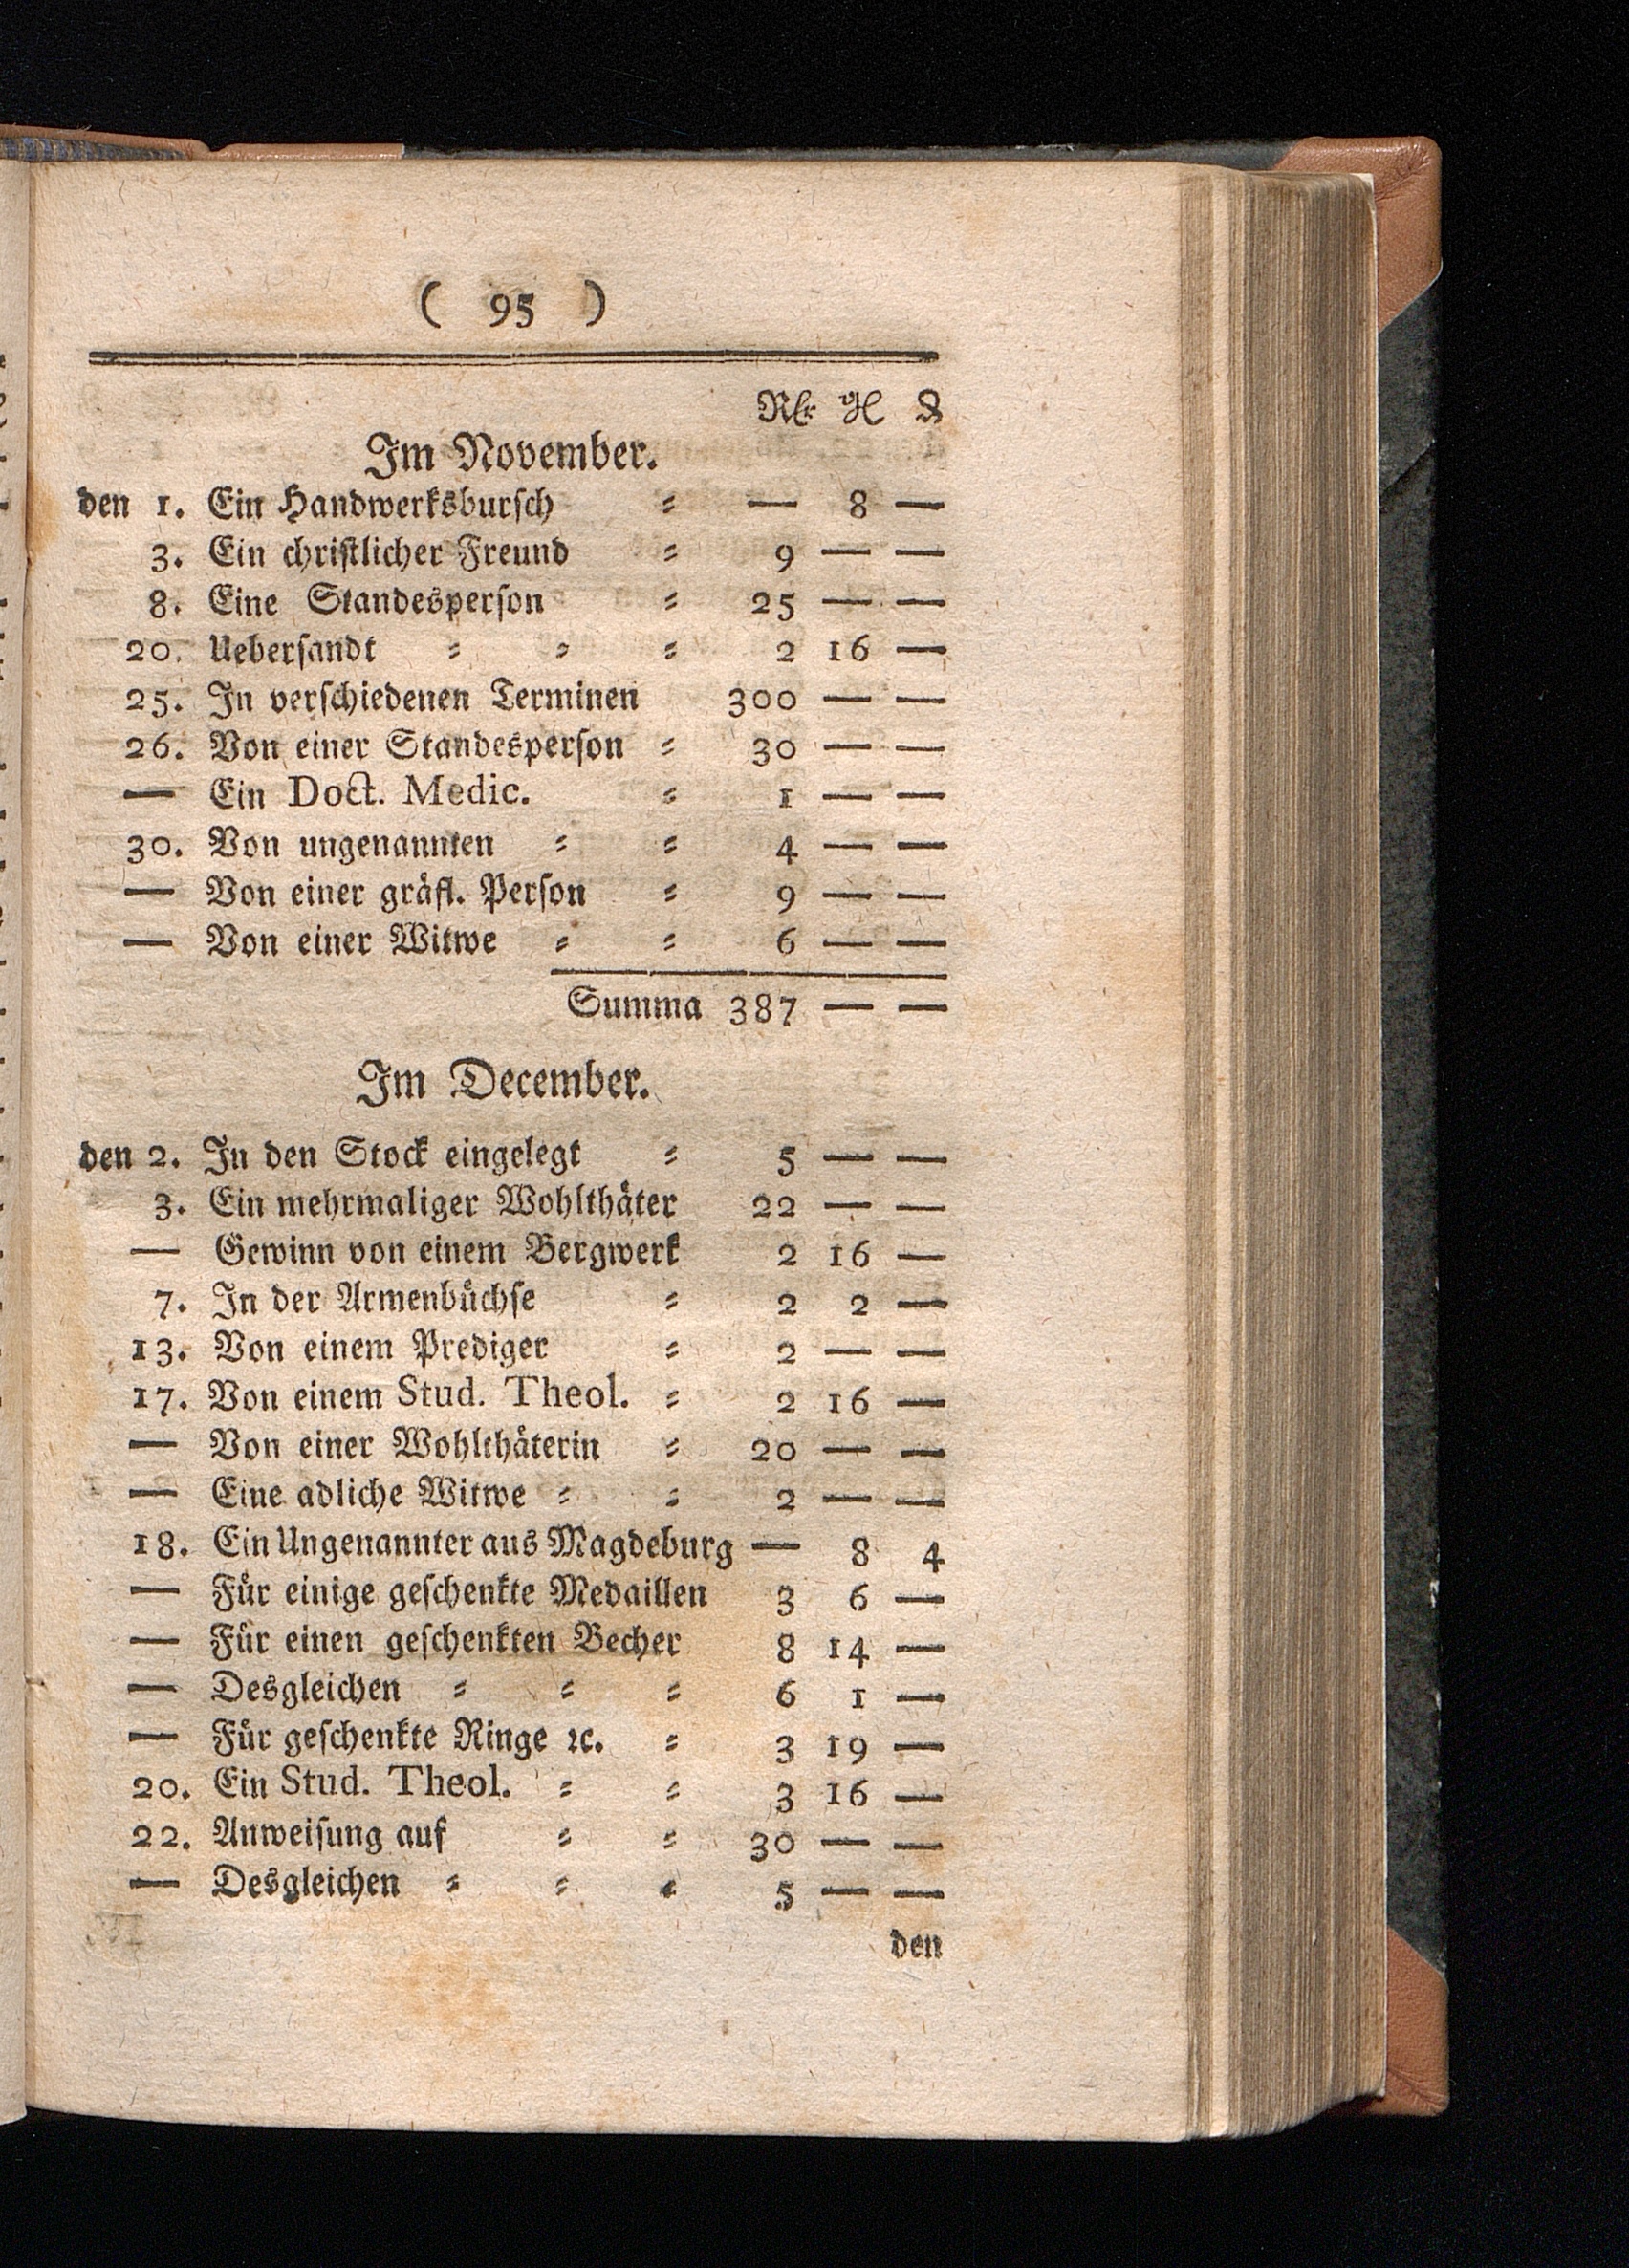 ( 95 )
Rlr. gl. ₰
Im November.
den 1. Ein Handwerksbursch ⸗ — 8 —
3. Ein christlicher Freund ⸗ 9 — —
8. Eine Standesperson ⸗ 25 — —
20. Uebersandt ⸗ ⸗ ⸗ 2 16 —
25. In verschiedenen Terminen 300 — —
26. Von einer Standesperson ⸗ 30 — —
— Ein Doct. Medic. ⸗ 1 — —
30. Von ungenannten ⸗ ⸗ 4 — —
— Von einer gräfl. Person ⸗ 9 — —
— Von einer Witwe ⸗ ⸗ 6 — —
Summa 387 — —
Im December.
den 2. In den Stock eingelegt ⸗ 5 — —
3. Ein mehrmaliger Wohlthäter 22 — —
— Gewinn von einem Bergwerk 2 16 —
7. In der Armenbüchse ⸗ 2 2 —
13. Von einem Prediger ⸗ 2 — —
17. Von einem Stud. Theol. ⸗ 2 16 —
— Von einer Wohlthäterin ⸗ 20 — —
— Eine adliche Witwe ⸗ ⸗ 2 — —
18. Ein Ungenannter aus Magdeburg — 8 4
— Für einige geschenkte Medaillen 3 6 —
— Für einen geschenkten Becher 8 14 —
— Desgleichen ⸗ ⸗ ⸗ 6 1 —
— Für geschenkte Ringe ꝛc. ⸗ 3 19 —
20. Ein Stud. Theol. ⸗ ⸗ 3 16 —
22. Anweisung auf ⸗ ⸗ 30 — —
— Desgleichen ⸗ ⸗ ⸗ 5 — —
den